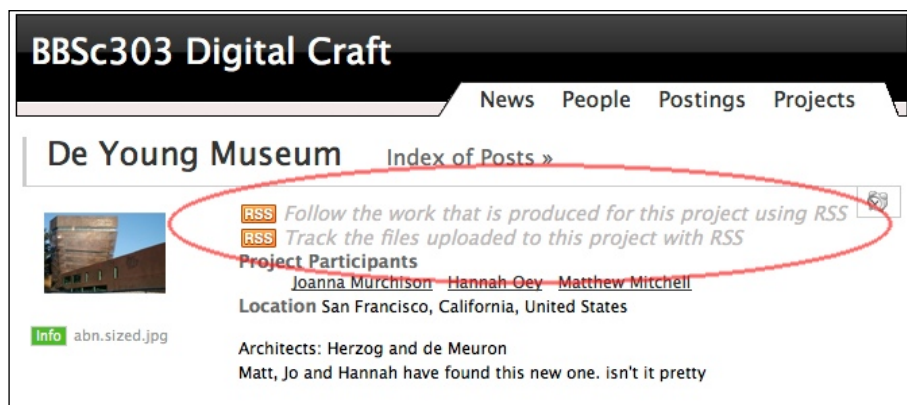 BBSc303 Digital Craft
News People Postings Projects
De Young Museum Index of Posts »
RSS Follow the work that is produced for this project using RSS
RSS Track the files uploaded to this project with RSS
Project Participants
Joanna Murchison Hannah Oey Matthew Mitchell
Location San Francisco, California, United States
Info abn.sized.jpg
Architects: Herzog and de Meuron
Matt, Jo and Hannah have found this new one. isn't it pretty